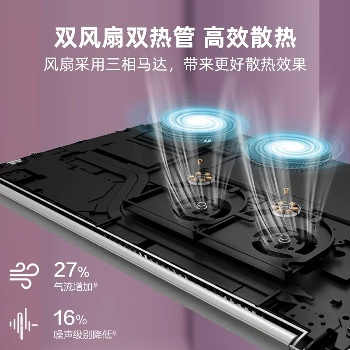 双风扇双热管 高效散热
风扇采用三相马达，带来更好散热效果
27%
气流增加*
16%
噪声级别降低*